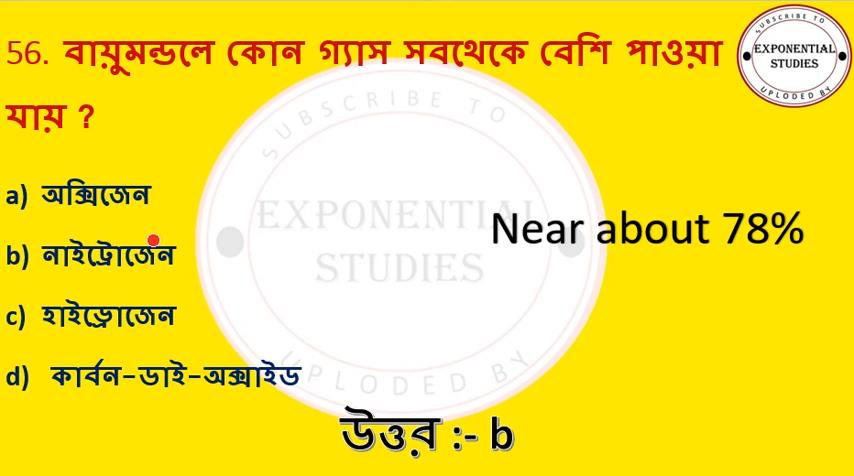 56. বায়ুমন্ডলে কোন গ্যাস সবথেকে বেশি পাওয়া
যায় ?
SUBSCRIBE TO
EXPONENTIAL
STUDIES
UPLODED BY
a) অক্সিজেন
b) নাইট্রোজেন
c) হাইড্রোজেন
d) কার্বন-ডাই-অক্সাইড
SUBSCRIBE TO
EXPONENTIAL
STUDIES
UPLODED BY
Near about 78%
উত্তর :- b